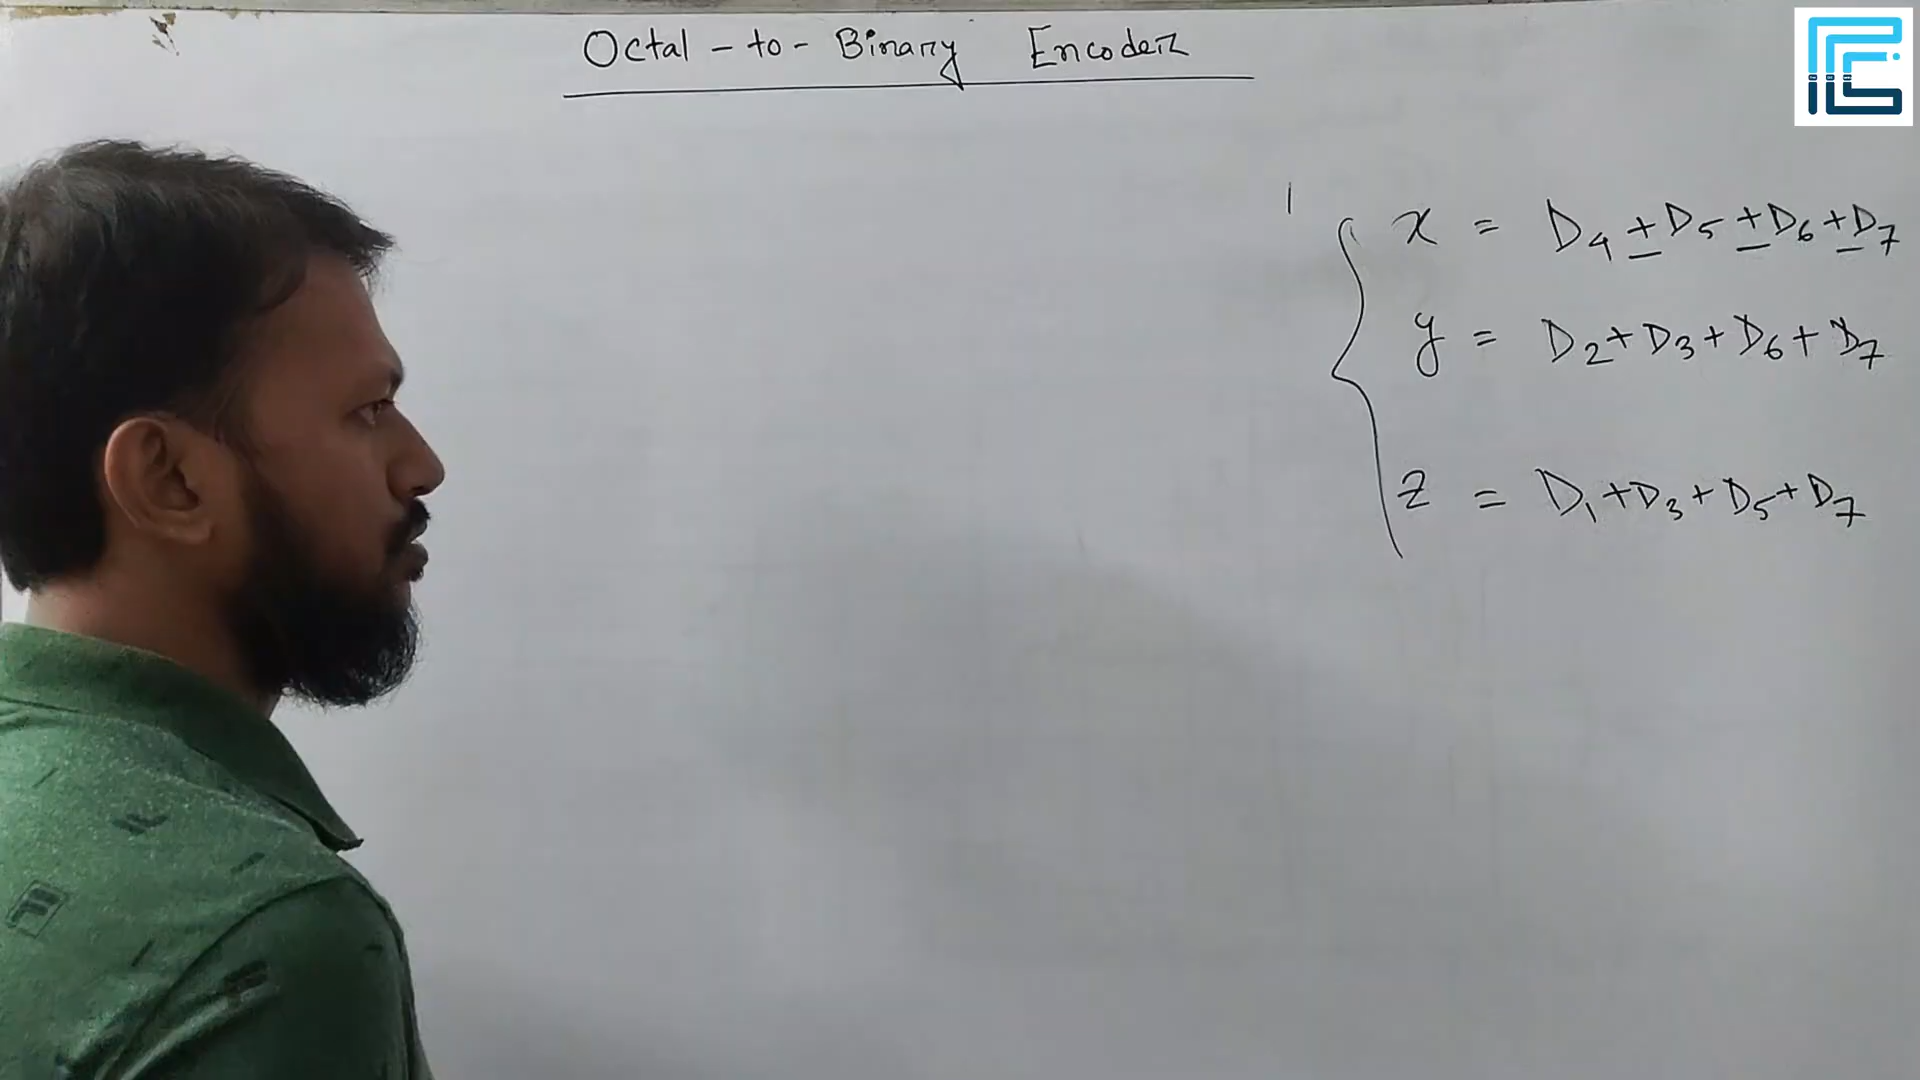 Octal - to - Binary Encoder
x = D4 + D5 + D6 + D7
y = D2 + D3 + D6 + D7
z = D1 + D3 + D5 + D7